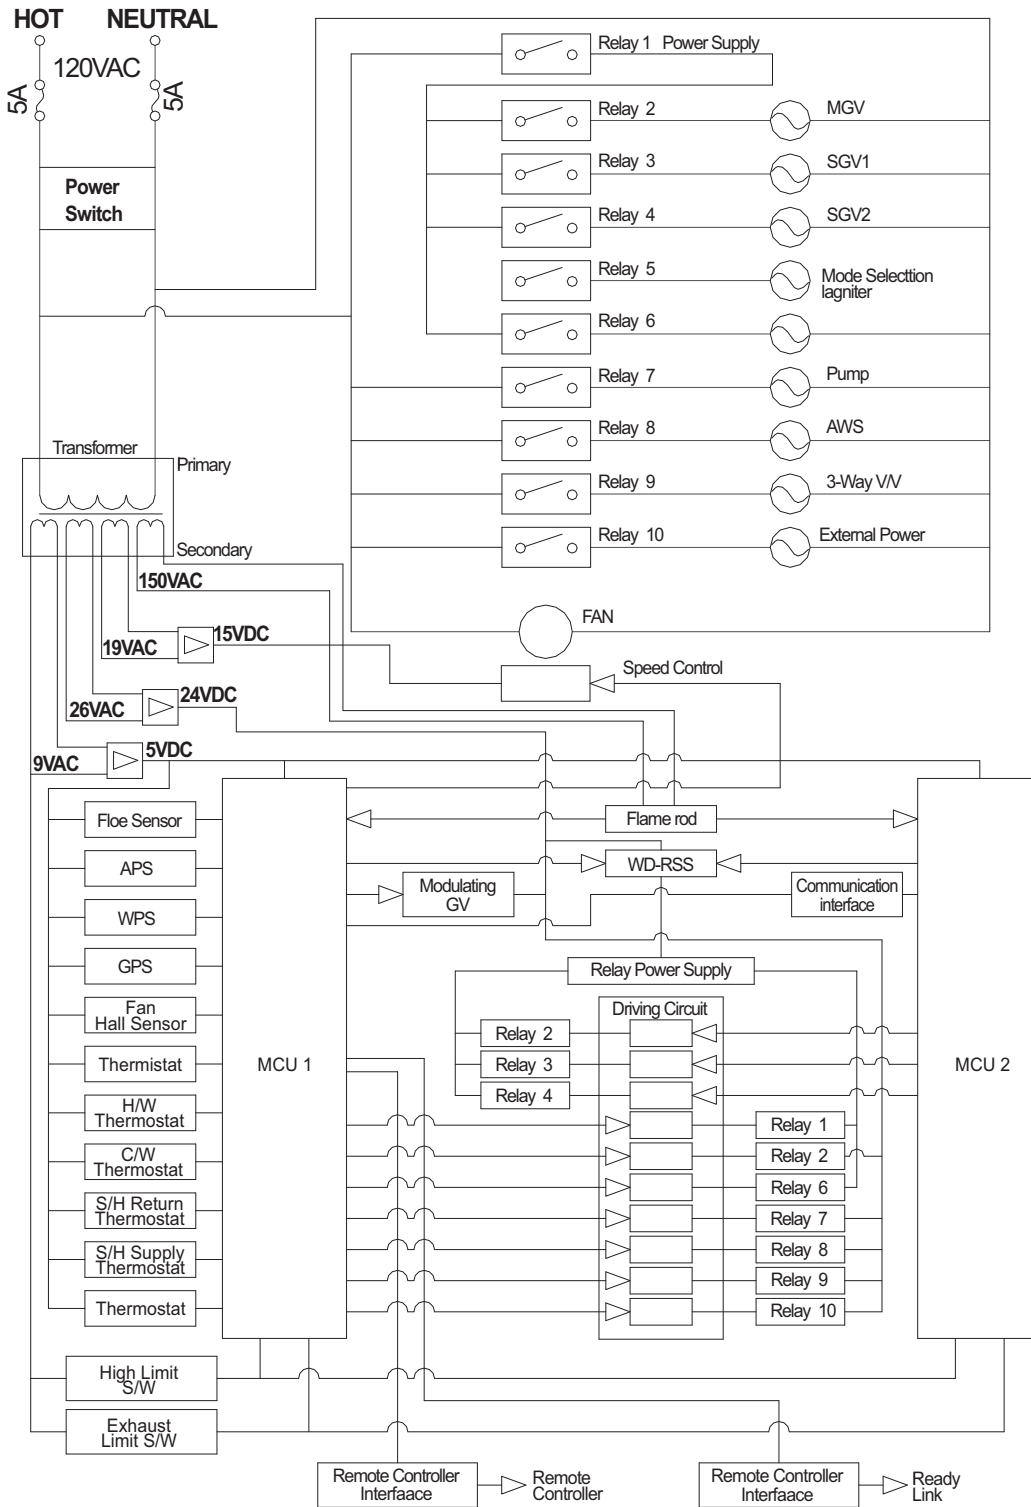 HOT NEUTRAL
120VAC
5A
5A
Power
Switch
Relay 1 Power Supply
Relay 2 MGV
Relay 3 SGV1
Relay 4 SGV2
Relay 5 Mode Selecttion
Iagniter
Relay 6
Relay 7 Pump
Relay 8 AWS
Relay 9 3-Way V/V
Relay 10 External Power
FAN
Speed Control
Transformer
Primary
Secondary
150VAC
19VAC 15VDC
26VAC 24VDC
9VAC 5VDC
Floe Sensor
APS
WPS
GPS
Fan
Hall Sensor
Thermistat
H/W
Thermostat
C/W
Thermostat
S/H Return
Thermostat
S/H Supply
Thermostat
Thermostat
High Limit
S/W
Exhaust
Limit S/W
MCU 1
Flame rod
WD-RSS
Modulating
GV
Communication
interface
Relay Power Supply
Driving Circuit
Relay 2
Relay 3
Relay 4
Relay 1
Relay 2
Relay 6
Relay 7
Relay 8
Relay 9
Relay 10
MCU 2
Remote Controller
Interfaace
Remote
Controller
Remote Controller
Interfaace
Ready
Link